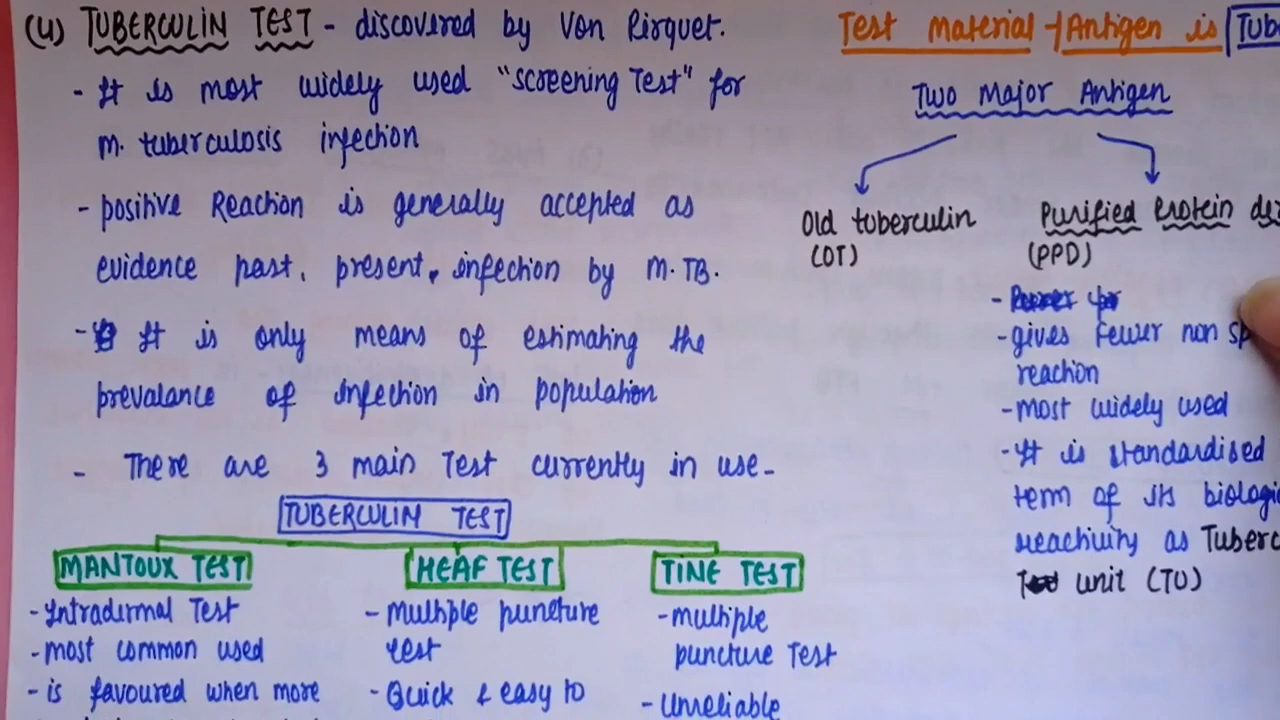 (4) TUBERCULIN TEST - discovered by Von Pirquet.
- It is most widely used "screening Test" for
m. tuberculosis infection
- positive Reaction is generally accepted as
evidence past, present, infection by M.TB.
- It is only means of estimating the
prevalance of infection in population
- There are 3 main Test currently in use -
TUBERCULIN TEST
MANTOUX TEST
- Intradermal Test
- most common used
- is favoured when more
HEAF TEST
- Multiple puncture
test
- Quick & easy to
TINE TEST
- multiple
puncture Test
- Unreliable
Test material / Antigen is Tube
Two Major Antigen
Old tuberculin
(OT)
Purified Protein de
(PPD)
- gives fewer non sp
reaction
- most widely used
- It is standardised
term of its biologi
reactivity as Tuberc
unit (TU)